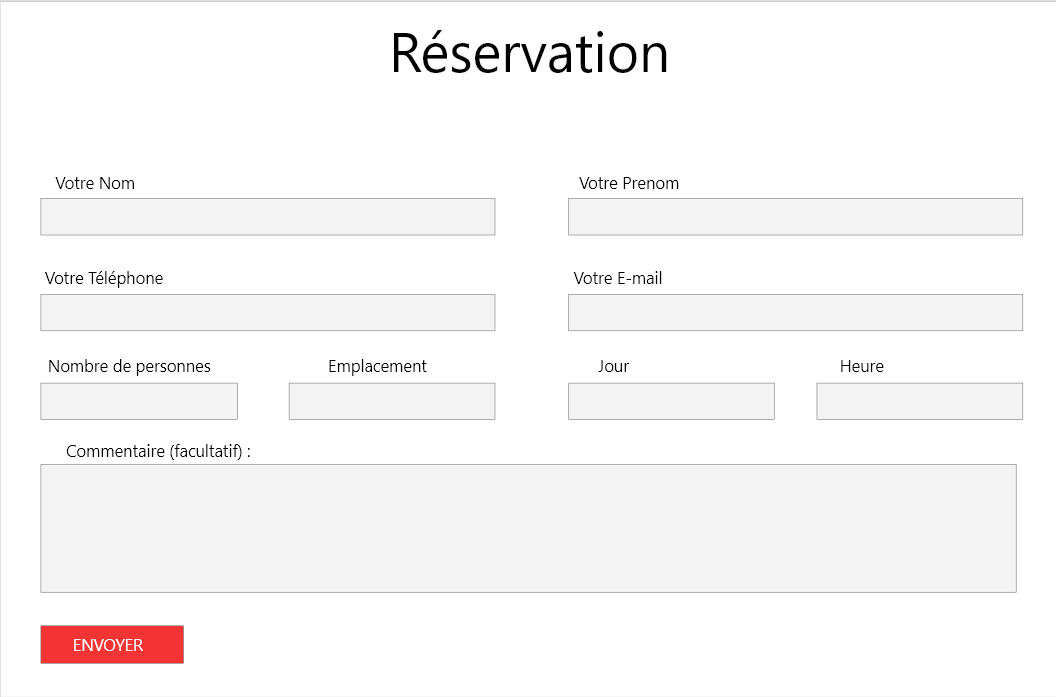 Réservation
Votre Nom
Votre Prenom
Votre Téléphone
Votre E-mail
Nombre de personnes
Emplacement
Jour
Heure
Commentaire (facultatif) :
ENVOYER